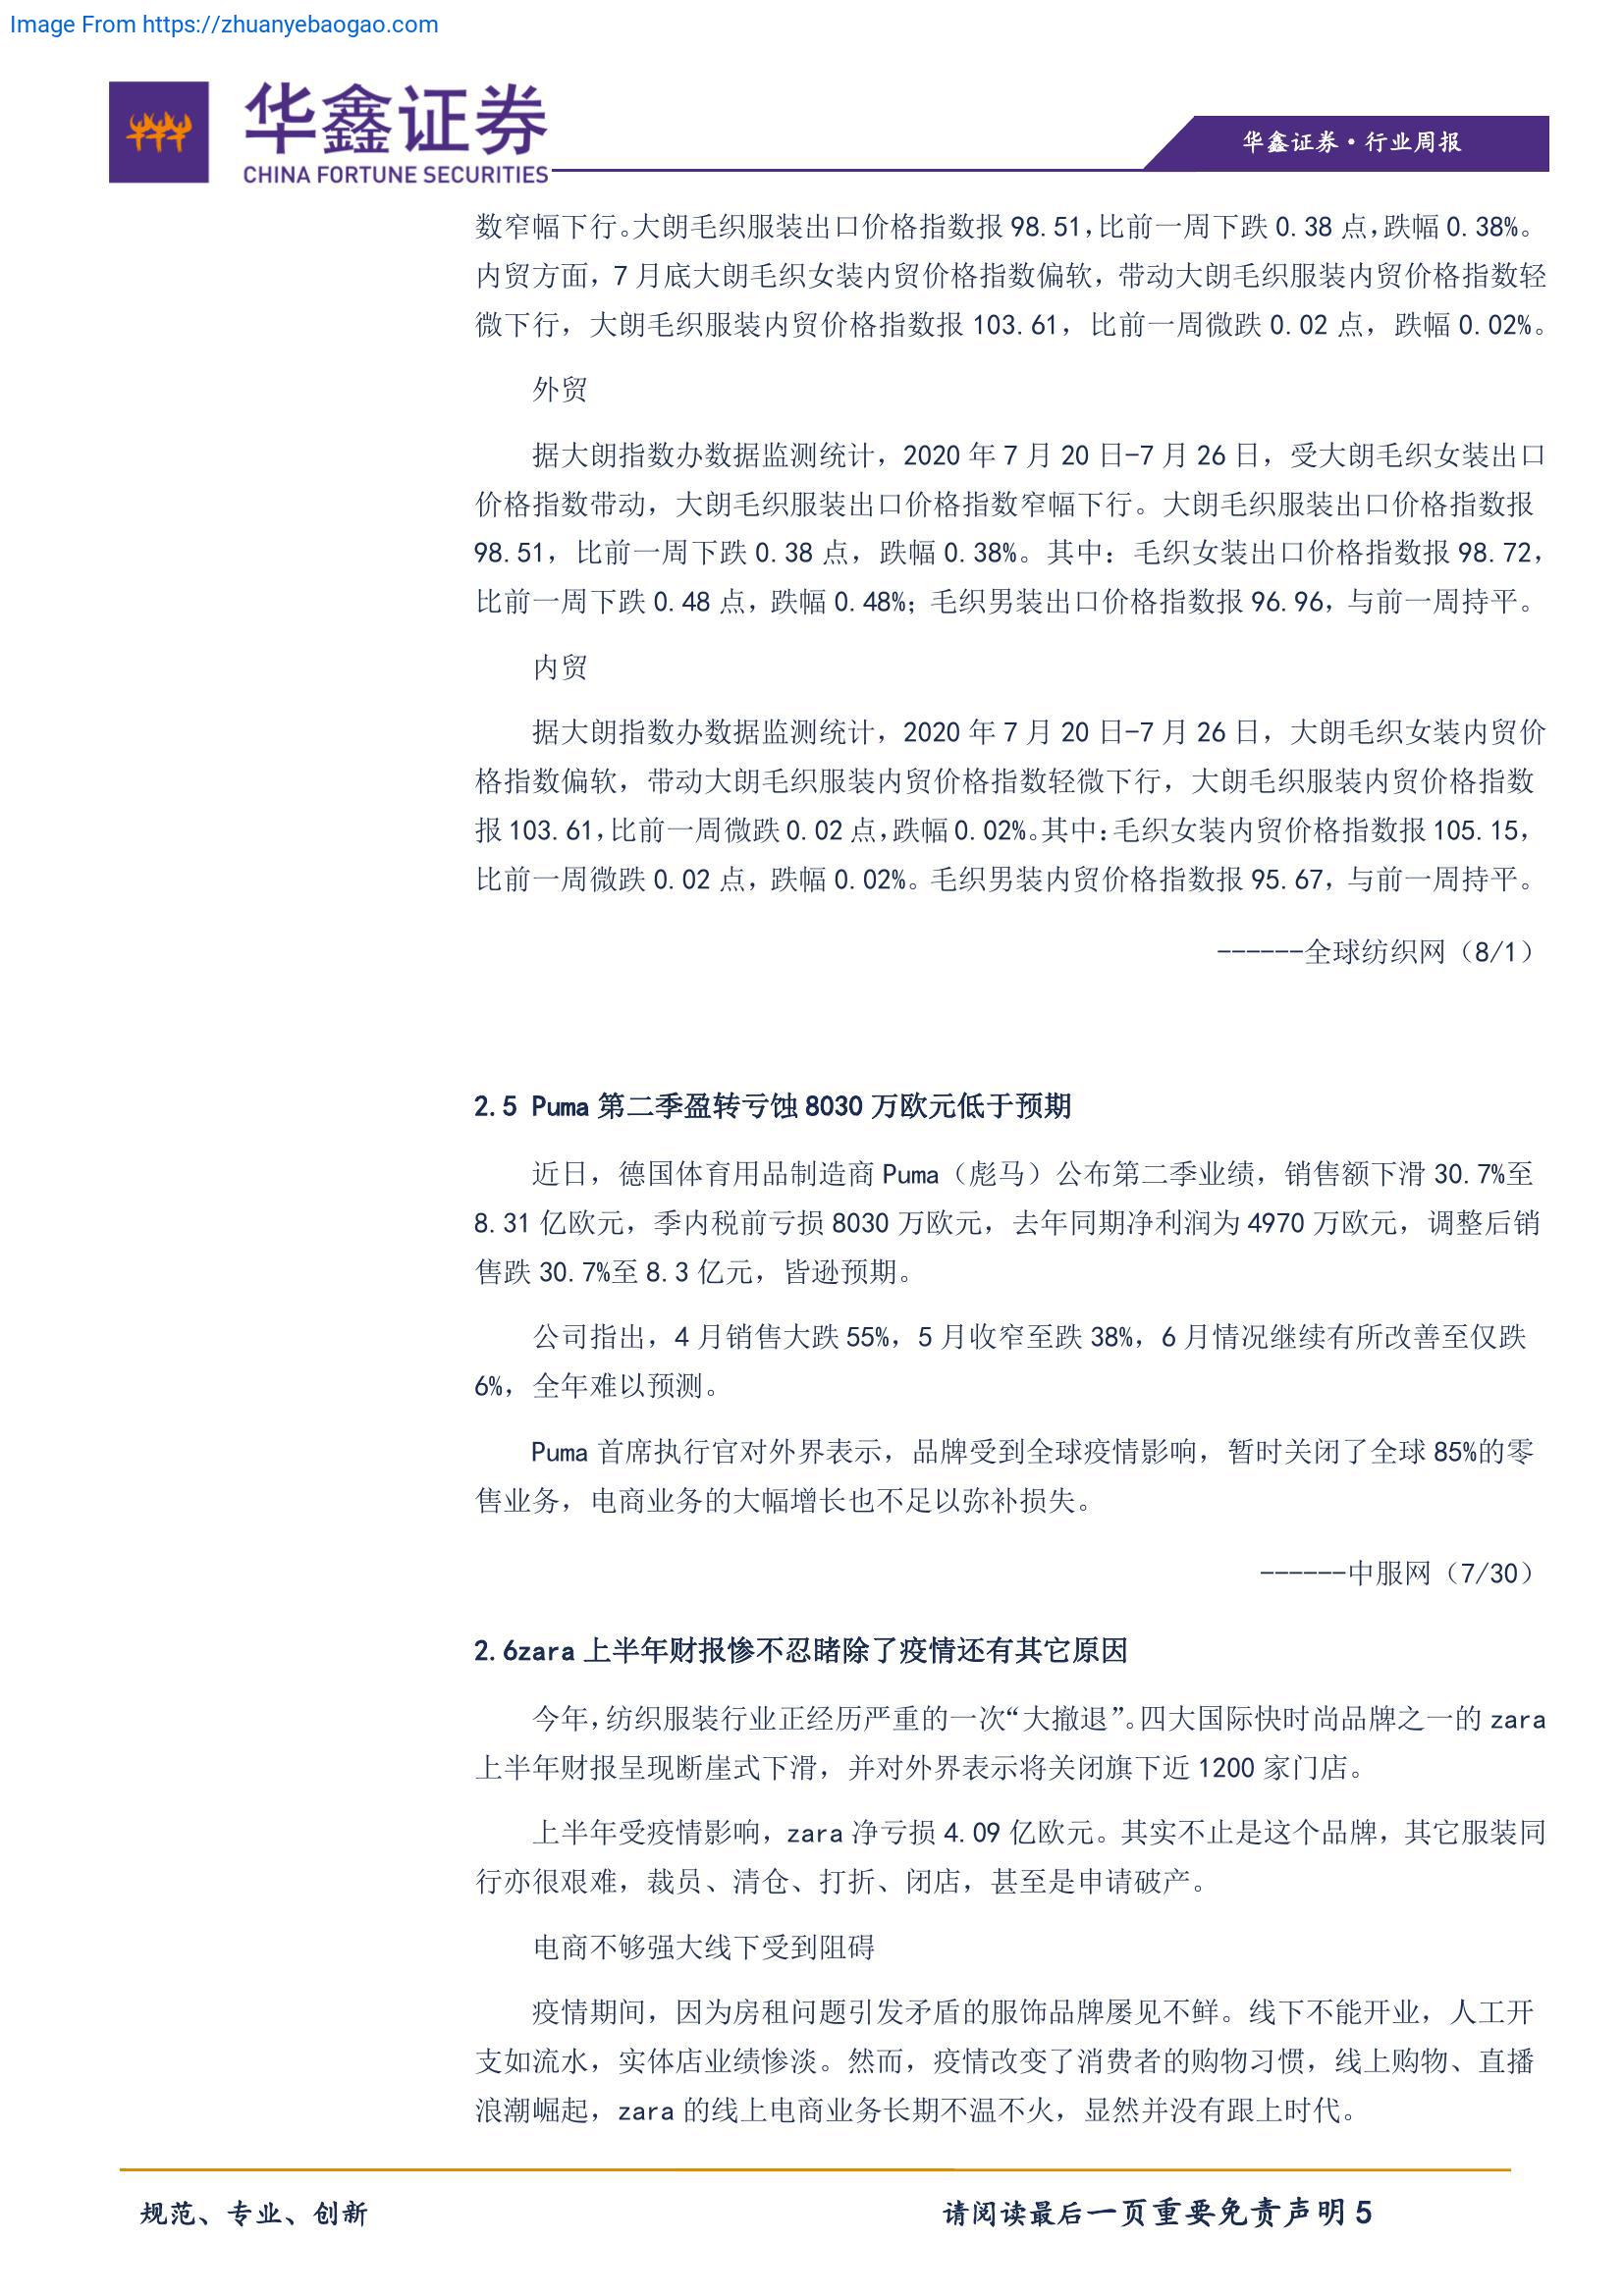 Image From https://zhuanyebaogao.com
华鑫证券
CHINA FORTUNE SECURITIES
华鑫证券·行业周报
数窄幅下行。大朗毛织服装出口价格指数报 98.51，比前一周下跌 0.38 点，跌幅 0.38%。
内贸方面，7 月底大朗毛织女装内贸价格指数偏软，带动大朗毛织服装内贸价格指数轻
微下行，大朗毛织服装内贸价格指数报 103.61，比前一周微跌 0.02 点，跌幅 0.02%。
外贸
据大朗指数办数据监测统计，2020 年 7 月 20 日-7 月 26 日，受大朗毛织女装出口
价格指数带动，大朗毛织服装出口价格指数窄幅下行。大朗毛织服装出口价格指数报
98.51，比前一周下跌 0.38 点，跌幅 0.38%。其中：毛织女装出口价格指数报 98.72，
比前一周下跌 0.48 点，跌幅 0.48%；毛织男装出口价格指数报 96.96，与前一周持平。
内贸
据大朗指数办数据监测统计，2020 年 7 月 20 日-7 月 26 日，大朗毛织女装内贸价
格指数偏软，带动大朗毛织服装内贸价格指数轻微下行，大朗毛织服装内贸价格指数
报 103.61，比前一周微跌 0.02 点，跌幅 0.02%。其中：毛织女装内贸价格指数报 105.15，
比前一周微跌 0.02 点，跌幅 0.02%。毛织男装内贸价格指数报 95.67，与前一周持平。
------全球纺织网（8/1）
2.5 Puma 第二季盈转亏蚀 8030 万欧元低于预期
近日，德国体育用品制造商 Puma（彪马）公布第二季业绩，销售额下滑 30.7%至
8.31 亿欧元，季内税前亏损 8030 万欧元，去年同期净利润为 4970 万欧元，调整后销
售跌 30.7%至 8.3 亿元，皆逊预期。
公司指出，4 月销售大跌 55%，5 月收窄至跌 38%，6 月情况继续有所改善至仅跌
6%，全年难以预测。
Puma 首席执行官对外界表示，品牌受到全球疫情影响，暂时关闭了全球 85%的零
售业务，电商业务的大幅增长也不足以弥补损失。
------中服网（7/30）
2.6zara 上半年财报惨不忍睹除了疫情还有其它原因
今年，纺织服装行业正经历严重的一次“大撤退”。四大国际快时尚品牌之一的 zara
上半年财报呈现断崖式下滑，并对外界表示将关闭旗下近 1200 家门店。
上半年受疫情影响，zara 净亏损 4.09 亿欧元。其实不止是这个品牌，其它服装同
行亦很艰难，裁员、清仓、打折、闭店，甚至是申请破产。
电商不够强大线下受到阻碍
疫情期间，因为房租问题引发矛盾的服饰品牌屡见不鲜。线下不能开业，人工开
支如流水，实体店业绩惨淡。然而，疫情改变了消费者的购物习惯，线上购物、直播
浪潮崛起，zara 的线上电商业务长期不温不火，显然并没有跟上时代。
规范、专业、创新
请阅读最后一页重要免责声明 5